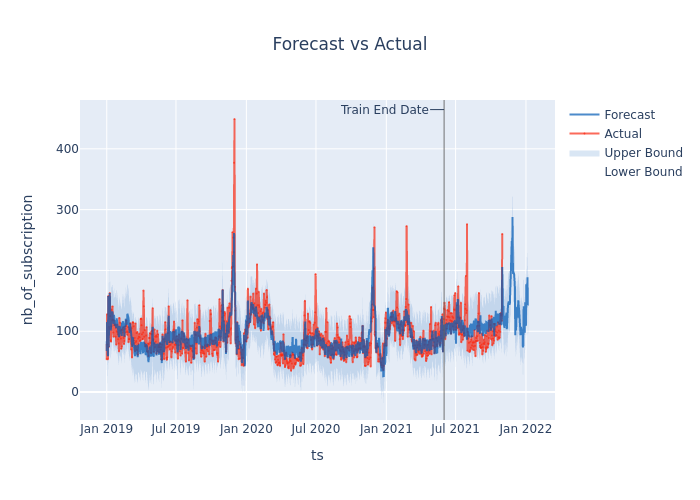 Forecast vs Actual
Train End Date
Forecast
Actual
Upper Bound
Lower Bound
nb_of_subscription
400
300
200
100
0
Jan 2019 Jul 2019 Jan 2020 Jul 2020 Jan 2021 Jul 2021 Jan 2022
ts